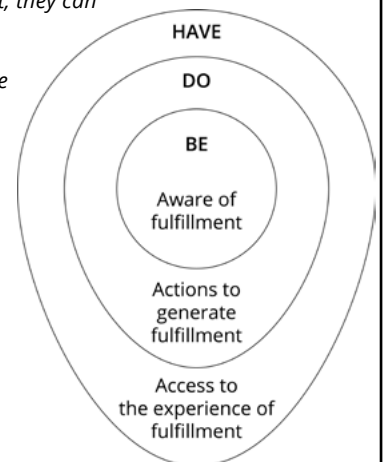 t, they can
HAVE
e
DO
BE
Aware of
fulfillment
Actions to
generate
fulfillment
Access to
the experience of
fulfillment